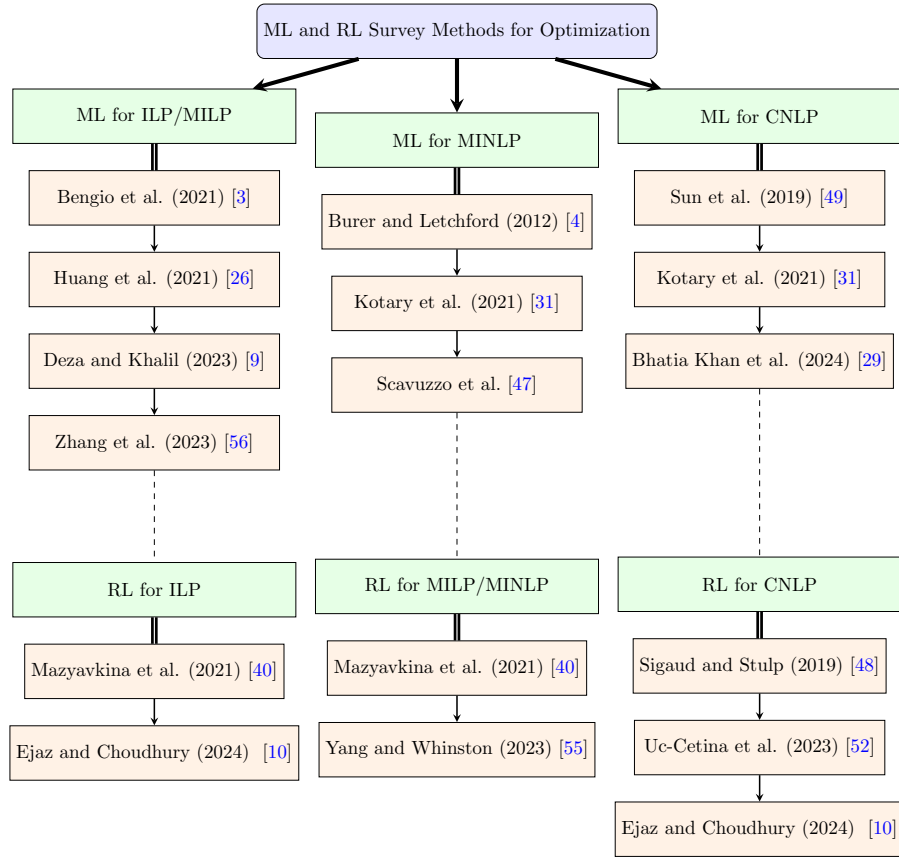 ML and RL Survey Methods for Optimization
ML for ILP/MILP
Bengio et al. (2021) [3]
Huang et al. (2021) [26]
Deza and Khalil (2023) [9]
Zhang et al. (2023) [56]
ML for MINLP
Burer and Letchford (2012) [4]
Kotary et al. (2021) [31]
Scavuzzo et al. [47]
ML for CNLP
Sun et al. (2019) [49]
Kotary et al. (2021) [31]
Bhatia Khan et al. (2024) [29]
RL for ILP
Mazyavkina et al. (2021) [40]
Ejaz and Choudhury (2024) [10]
RL for MILP/MINLP
Mazyavkina et al. (2021) [40]
Yang and Whinston (2023) [55]
RL for CNLP
Sigaud and Stulp (2019) [48]
Uc-Cetina et al. (2023) [52]
Ejaz and Choudhury (2024) [10]